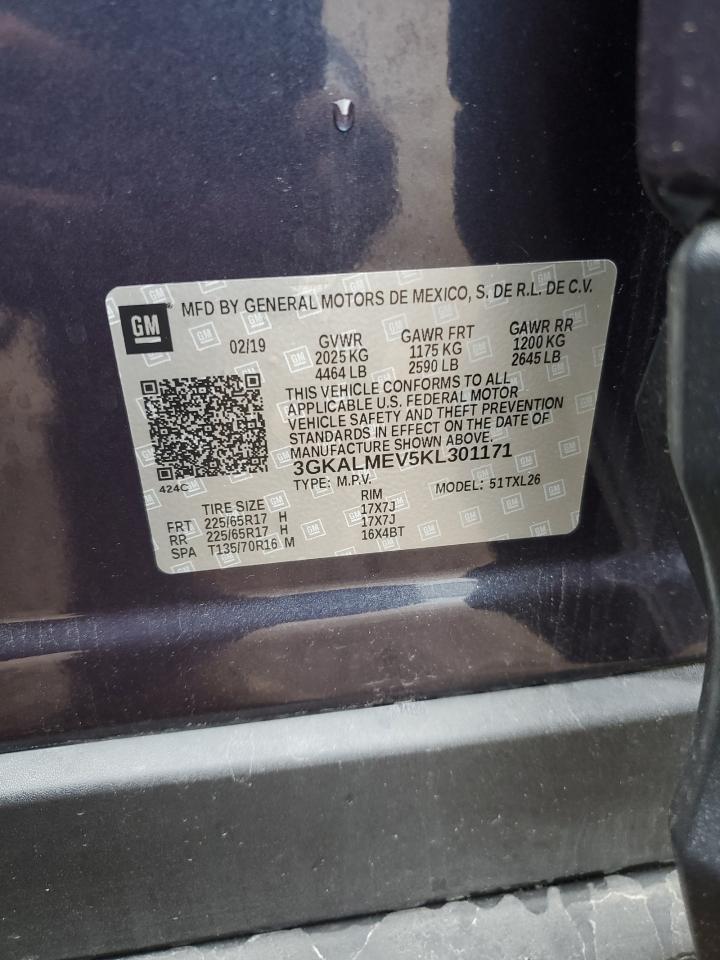 GM
MFD BY GENERAL MOTORS DE MEXICO, S. DE R.L. DE C.V.
02/19 GVWR GAWR FRT GAWR RR
2025 KG 1175 KG 1200 KG
4464 LB 2590 LB 2645 LB
THIS VEHICLE CONFORMS TO ALL
APPLICABLE U.S. FEDERAL MOTOR
VEHICLE SAFETY AND THEFT PREVENTION
STANDARDS IN EFFECT ON THE DATE OF
MANUFACTURE SHOWN ABOVE.
3GKALMEV5KL301171
424C
TYPE: M.P.V. MODEL: 51TXL26
TIRE SIZE RIM
FRT 225/65R17 H 17X7J
RR 225/65R17 H 17X7J
SPA T135/70R16 M 16X4BT